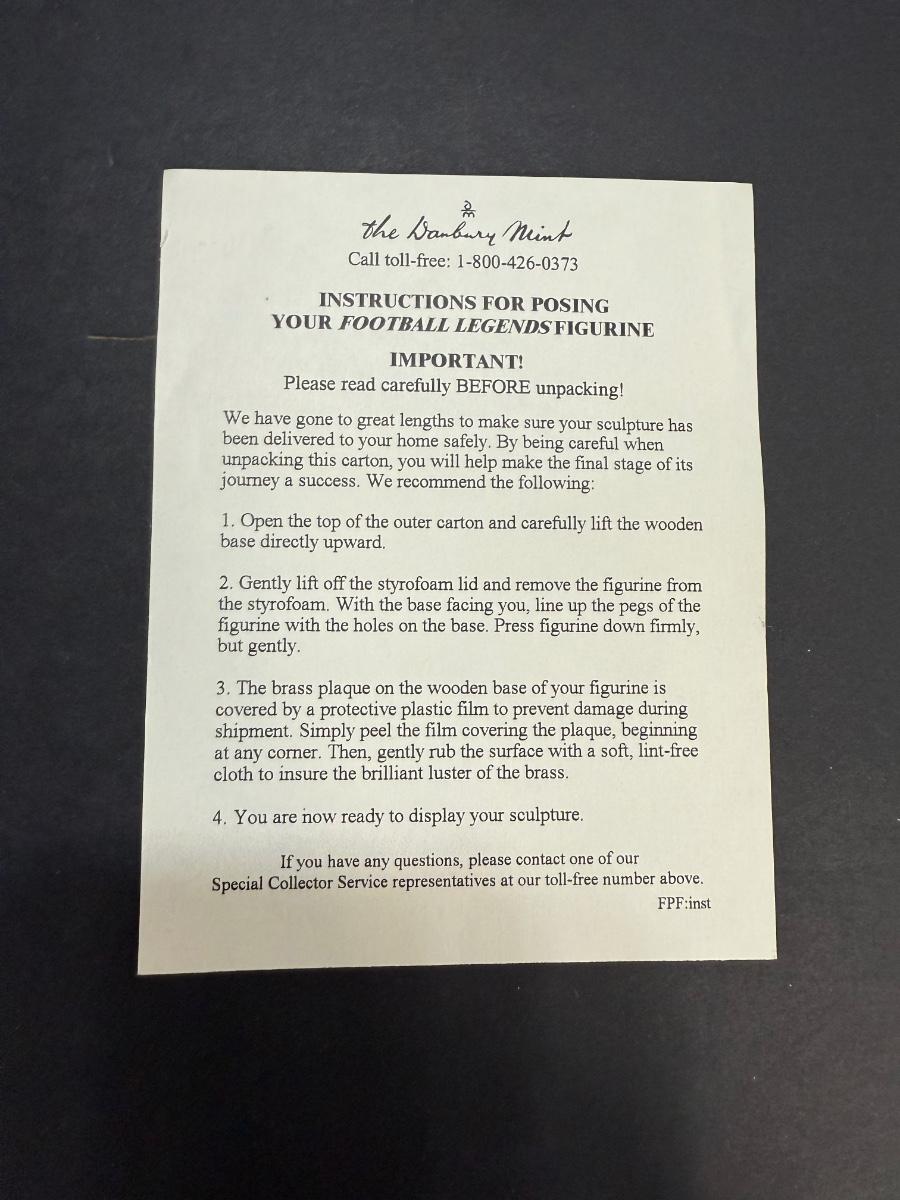 the Danbury Mint
Call toll-free: 1-800-426-0373
INSTRUCTIONS FOR POSING
YOUR FOOTBALL LEGENDS FIGURINE
IMPORTANT!
Please read carefully BEFORE unpacking!
We have gone to great lengths to make sure your sculpture has
been delivered to your home safely. By being careful when
unpacking this carton, you will help make the final stage of its
journey a success. We recommend the following:
1. Open the top of the outer carton and carefully lift the wooden
base directly upward.
2. Gently lift off the styrofoam lid and remove the figurine from
the styrofoam. With the base facing you, line up the pegs of the
figurine with the holes on the base. Press figurine down firmly,
but gently.
3. The brass plaque on the wooden base of your figurine is
covered by a protective plastic film to prevent damage during
shipment. Simply peel the film covering the plaque, beginning
at any corner. Then, gently rub the surface with a soft, lint-free
cloth to insure the brilliant luster of the brass.
4. You are now ready to display your sculpture.
If you have any questions, please contact one of our
Special Collector Service representatives at our toll-free number above.
FPF:inst